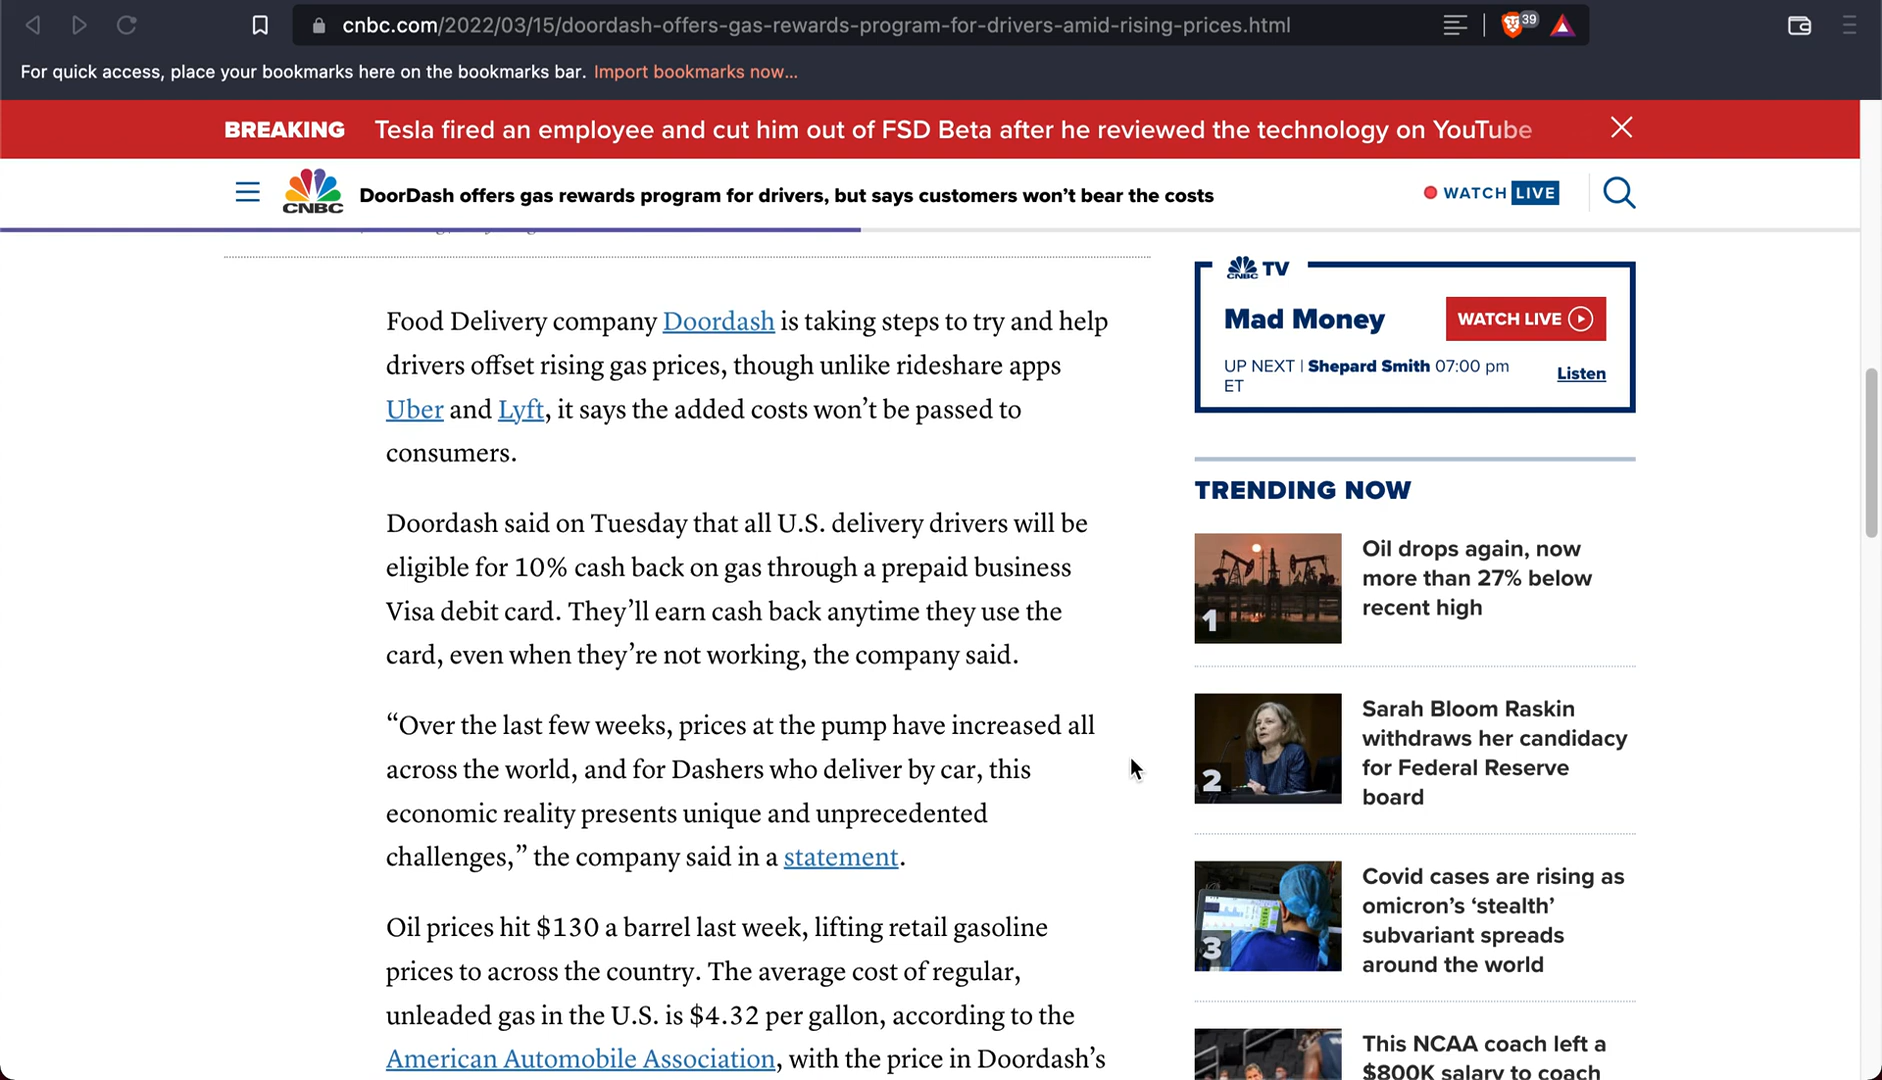 cnbc.com/2022/03/15/doordash-offers-gas-rewards-program-for-drivers-amid-rising-prices.html
39
For quick access, place your bookmarks here on the bookmarks bar. Import bookmarks now...
BREAKING Tesla fired an employee and cut him out of FSD Beta after he reviewed the technology on YouTube
CNBC DoorDash offers gas rewards program for drivers, but says customers won’t bear the costs
WATCH LIVE
Food Delivery company Doordash is taking steps to try and help
drivers offset rising gas prices, though unlike rideshare apps
Uber and Lyft, it says the added costs won’t be passed to
consumers.
Doordash said on Tuesday that all U.S. delivery drivers will be
eligible for 10% cash back on gas through a prepaid business
Visa debit card. They’ll earn cash back anytime they use the
card, even when they’re not working, the company said.
“Over the last few weeks, prices at the pump have increased all
across the world, and for Dashers who deliver by car, this
economic reality presents unique and unprecedented
challenges,” the company said in a statement.
Oil prices hit $130 a barrel last week, lifting retail gasoline
prices to across the country. The average cost of regular,
unleaded gas in the U.S. is $4.32 per gallon, according to the
American Automobile Association, with the price in Doordash’s
CNBC TV
Mad Money
WATCH LIVE
UP NEXT | Shepard Smith 07:00 pm
ET
Listen
TRENDING NOW
1
Oil drops again, now
more than 27% below
recent high
2
Sarah Bloom Raskin
withdraws her candidacy
for Federal Reserve
board
3
Covid cases are rising as
omicron’s ‘stealth’
subvariant spreads
around the world
This NCAA coach left a
$800K salary to coach